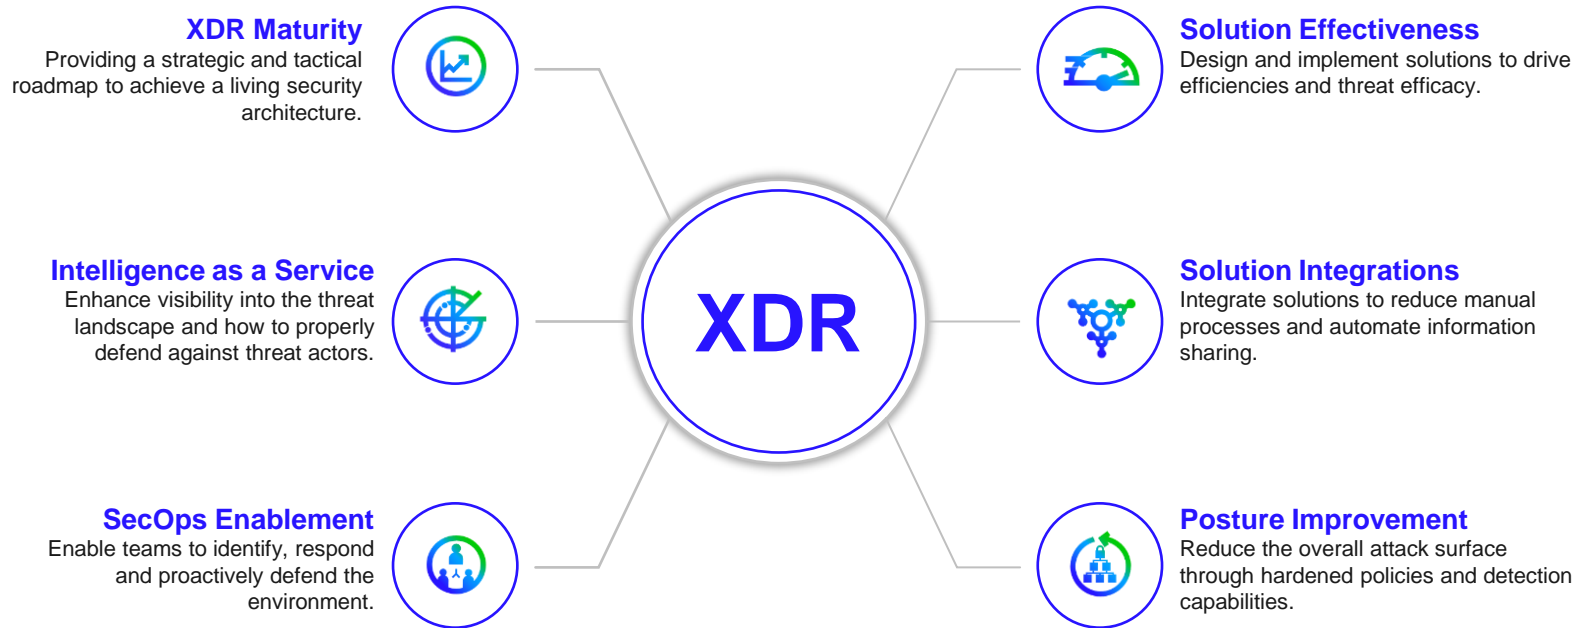 XDR Maturity
Providing a strategic and tactical
roadmap to achieve a living security
architecture.
Intelligence as a Service
Enhance visibility into the threat
landscape and how to properly
defend against threat actors.
SecOps Enablement
Enable teams to identify, respond
and proactively defend the
environment.
XDR
Solution Effectiveness
Design and implement solutions to drive
efficiencies and threat efficacy.
Solution Integrations
Integrate solutions to reduce manual
processes and automate information
sharing.
Posture Improvement
Reduce the overall attack surface
through hardened policies and detection
capabilities.